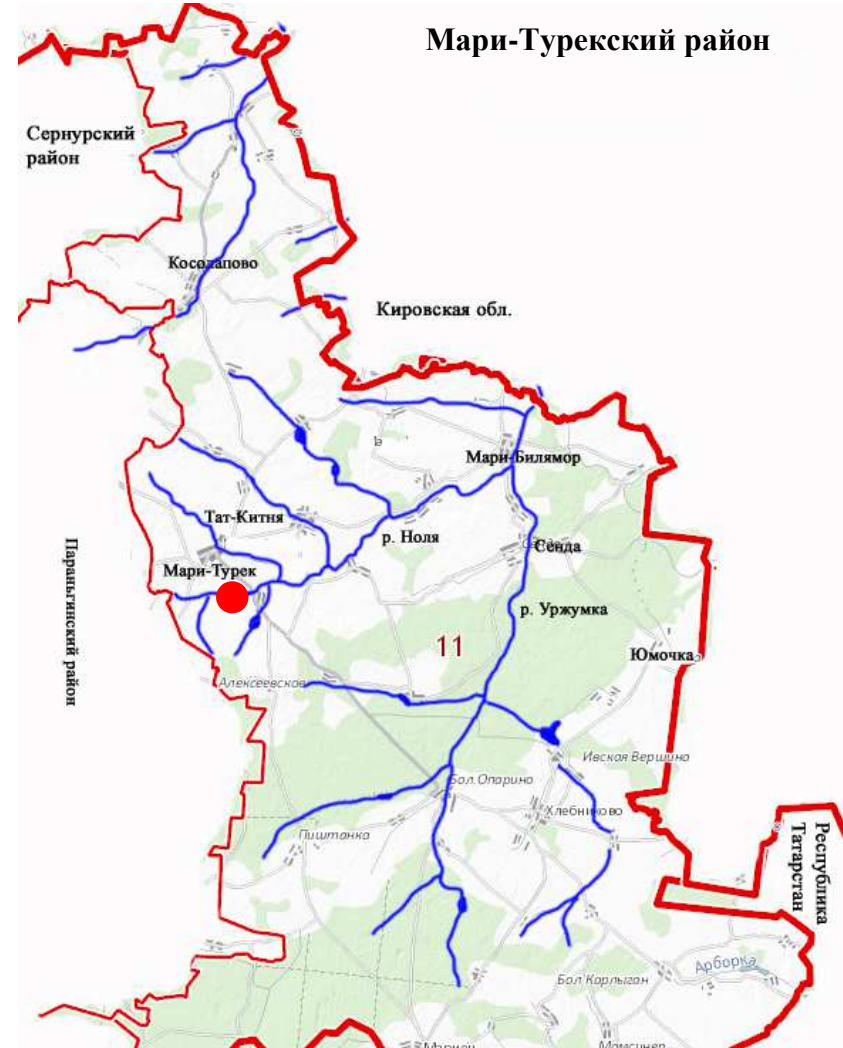 Мари-Турекский район
Сернурский
район
Косолапово
Кировская обл.
Мари-Билямор
Тат-Китня
р. Ноля
Сенда
Мари-Турек
Параньгинский район
р. Уржумка
11
Юмочка
Алексеевское
Ивская Вершина
Бол.Опарино
Хлебниково
Пиштанка
Республика
Татарстан
Арборка
Бол Карлыган